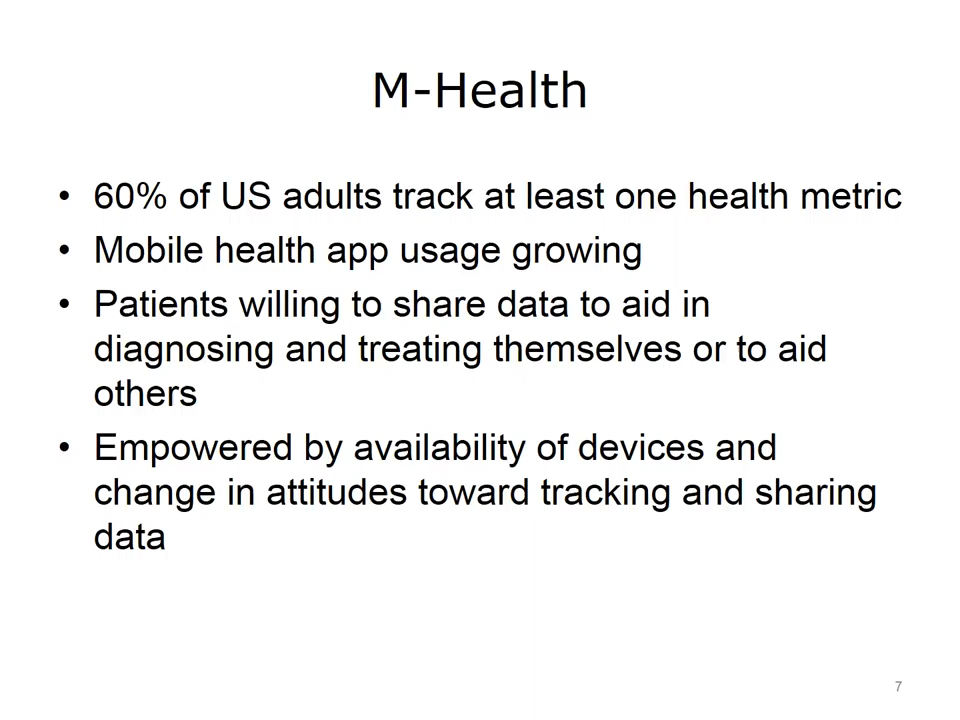 M-Health
• 60% of US adults track at least one health metric
• Mobile health app usage growing
• Patients willing to share data to aid in
diagnosing and treating themselves or to aid
others
• Empowered by availability of devices and
change in attitudes toward tracking and sharing
data
7